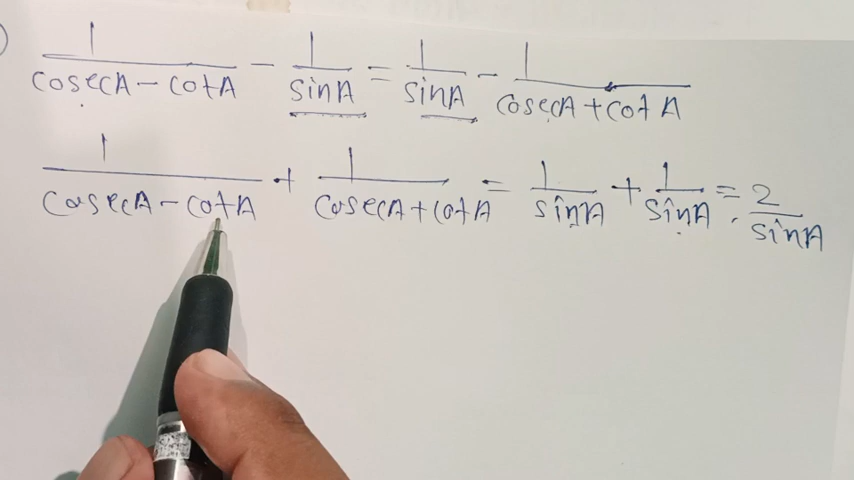 1/(cosecA - cotA) - 1/sinA = 1/sinA - 1/(cosecA + cotA)
1/(cosecA - cotA) + 1/(cosecA + cotA) = 1/sinA + 1/sinA = 2/sinA